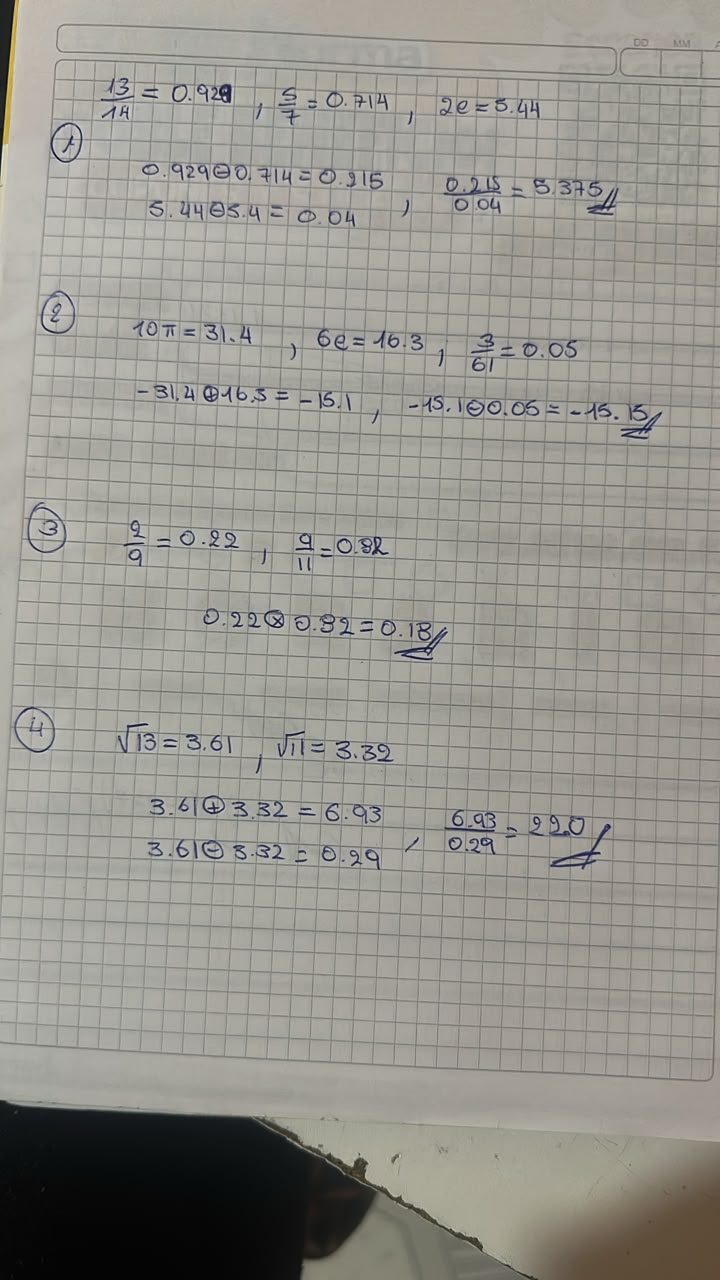 DD MM
13/14 = 0.929 , 5/7 = 0.714 , 2e = 5.44
①
0.929⊖0.714 = 0.215 , 0.215/0.04 = 5.375
5.44⊖5.4 = 0.04
②
10π = 31.4 , 6e = 16.3 , 3/61 = 0.05
-31.4⊕16.3 = -15.1 , -15.1⊖0.05 = -15.15
③
2/9 = 0.22 , 9/11 = 0.82
0.22⊗0.82 = 0.18
④
√13 = 3.61 , √11 = 3.32
3.61⊕3.32 = 6.93 , 6.93/0.29 =
3.61⊖3.32 = 0.29